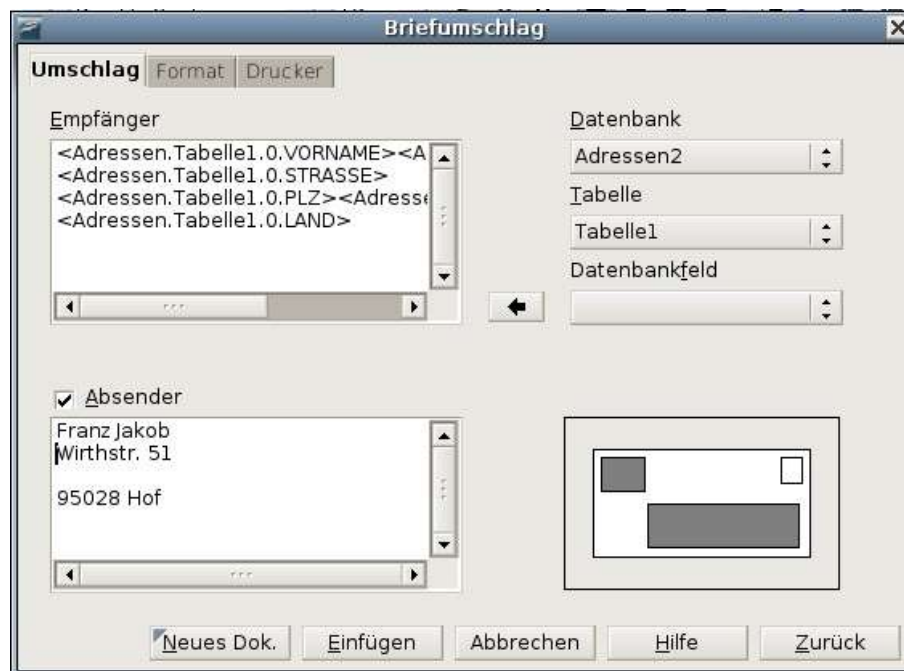 Briefumschlag
Umschlag Format Drucker
Empfänger
<Adressen.Tabelle1.0.VORNAME><A
<Adressen.Tabelle1.0.STRASSE>
<Adressen.Tabelle1.0.PLZ><Adresse
<Adressen.Tabelle1.0.LAND>
Datenbank
Adressen2
Tabelle
Tabelle1
Datenbankfeld
Absender
Franz Jakob
Wirthstr. 51
95028 Hof
Neues Dok. Einfügen Abbrechen Hilfe Zurück